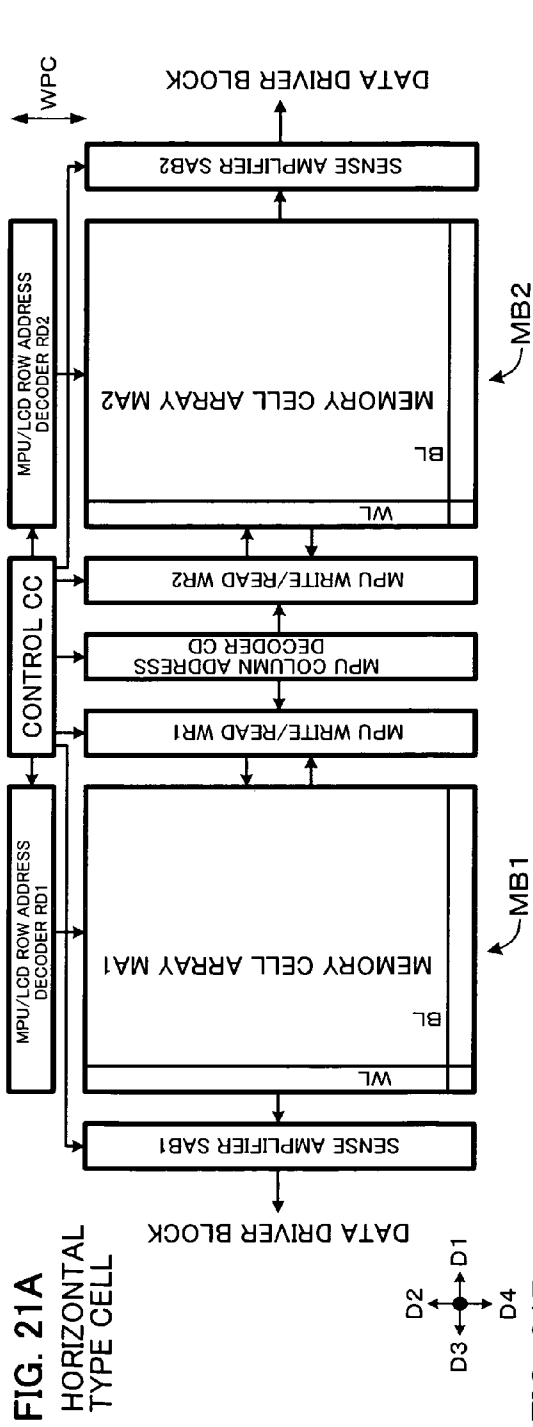 FIG. 21A
HORIZONTAL
TYPE CELL
DATA DRIVER BLOCK
SENSE AMPLIFIER SAB1
MPU/LCD ROW ADDRESS
DECODER RD1
MEMORY CELL ARRAY MA1
WL
BL
MB1
CONTROL CC
MPU WRITE/READ WR1
MPU COLUMN ADDRESS
DECODER CD
MPU WRITE/READ WR2
MPU/LCD ROW ADDRESS
DECODER RD2
MEMORY CELL ARRAY MA2
WL
BL
MB2
SENSE AMPLIFIER SAB2
DATA DRIVER BLOCK
WPC
D2
D3
D1
D4